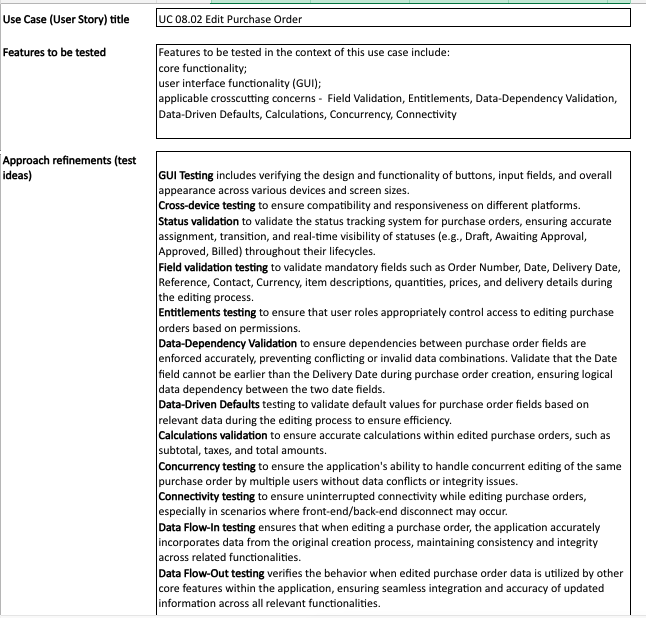 Use Case (User Story) title
UC 08.02 Edit Purchase Order
Features to be tested
Features to be tested in the context of this use case include:
core functionality;
user interface functionality (GUI);
applicable crosscutting concerns - Field Validation, Entitlements, Data-Dependency Validation,
Data-Driven Defaults, Calculations, Concurrency, Connectivity
Approach refinements (test
ideas)
GUI Testing includes verifying the design and functionality of buttons, input fields, and overall
appearance across various devices and screen sizes.
Cross-device testing to ensure compatibility and responsiveness on different platforms.
Status validation to validate the status tracking system for purchase orders, ensuring accurate
assignment, transition, and real-time visibility of statuses (e.g., Draft, Awaiting Approval,
Approved, Billed) throughout their lifecycles.
Field validation testing to validate mandatory fields such as Order Number, Date, Delivery Date,
Reference, Contact, Currency, item descriptions, quantities, prices, and delivery details during
the editing process.
Entitlements testing to ensure that user roles appropriately control access to editing purchase
orders based on permissions.
Data-Dependency Validation to ensure dependencies between purchase order fields are
enforced accurately, preventing conflicting or invalid data combinations. Validate that the Date
field cannot be earlier than the Delivery Date during purchase order creation, ensuring logical
data dependency between the two date fields.
Data-Driven Defaults testing to validate default values for purchase order fields based on
relevant data during the editing process to ensure efficiency.
Calculations validation to ensure accurate calculations within edited purchase orders, such as
subtotal, taxes, and total amounts.
Concurrency testing to ensure the application's ability to handle concurrent editing of the same
purchase order by multiple users without data conflicts or integrity issues.
Connectivity testing to ensure uninterrupted connectivity while editing purchase orders,
especially in scenarios where front-end/back-end disconnect may occur.
Data Flow-In testing ensures that when editing a purchase order, the application accurately
incorporates data from the original creation process, maintaining consistency and integrity
across related functionalities.
Data Flow-Out testing verifies the behavior when edited purchase order data is utilized by other
core features within the application, ensuring seamless integration and accuracy of updated
information across all relevant functionalities.